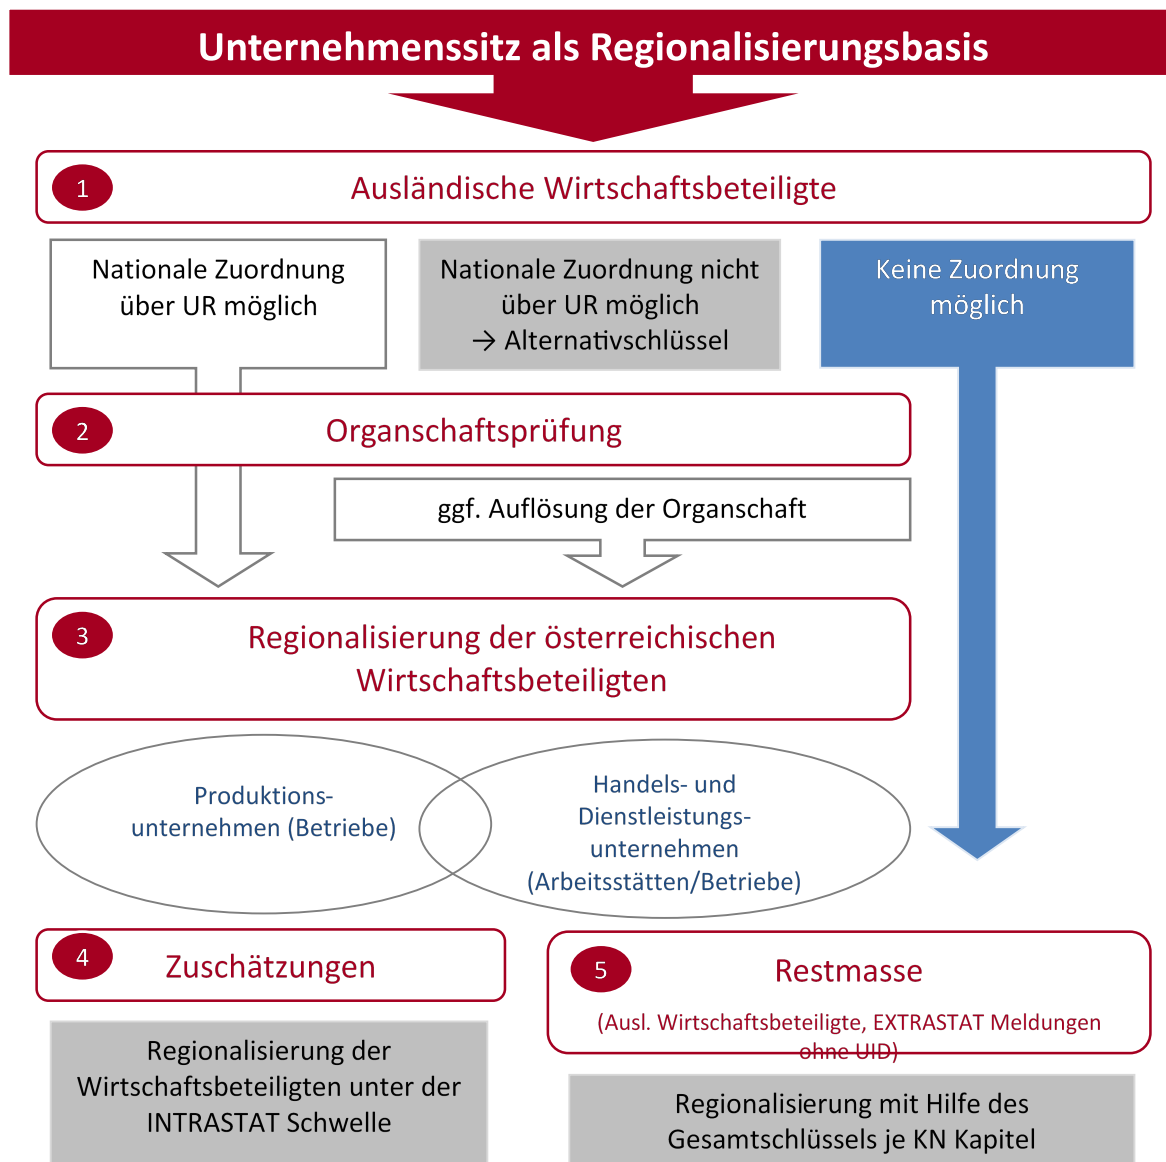 Unternehmenssitz als Regionalisierungsbasis
1
Ausländische Wirtschaftsbeteiligte
Nationale Zuordnung
über UR möglich
Nationale Zuordnung nicht
über UR möglich
→ Alternativschlüssel
Keine Zuordnung
möglich
2
Organschaftsprüfung
ggf. Auflösung der Organschaft
3
Regionalisierung der österreichischen
Wirtschaftsbeteiligten
Produktions-
unternehmen (Betriebe)
Handels- und
Dienstleistungs-
unternehmen
(Arbeitsstätten/Betriebe)
4
Zuschätzungen
Regionalisierung der
Wirtschaftsbeteiligten unter der
INTRASTAT Schwelle
5
Restmasse
(Ausl. Wirtschaftsbeteiligte, EXTRASTAT Meldungen
ohne UID)
Regionalisierung mit Hilfe des
Gesamtschlüssels je KN Kapitel